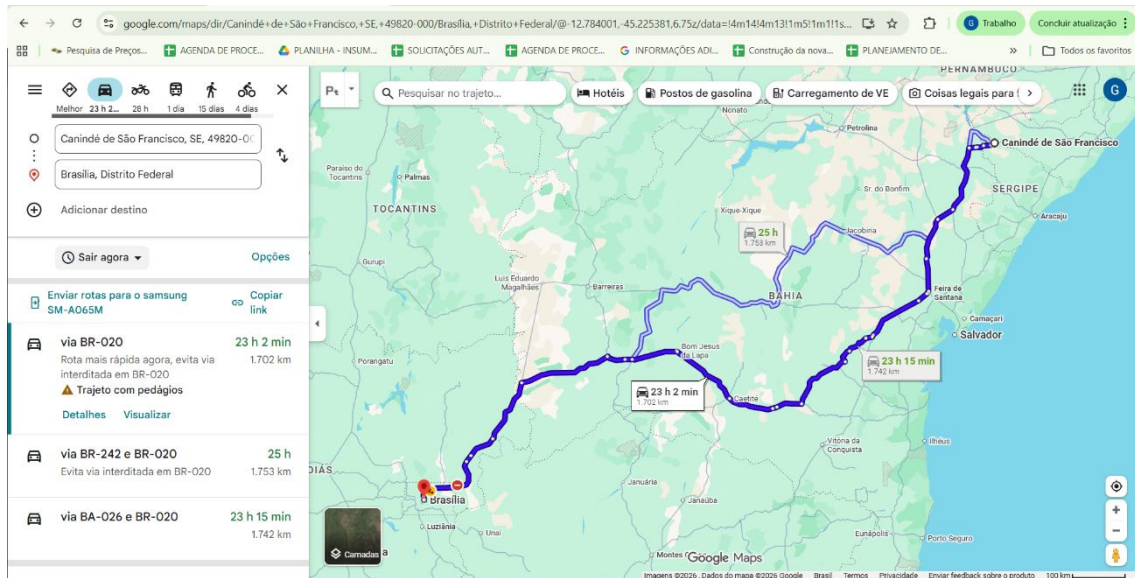 google.com/maps/dir/Canindé+de+São+Francisco,+SE,+49820-000/Brasília,+Distrito+Federal/@-12.784001,-45.225381,6.75z/data=!4m14!4m13!1m5!1m1!1s...
Trabalho
Concluir atualização
Pesquisa de Preços...
AGENDA DE PROCE...
PLANILHA - INSUM...
SOLICITAÇÕES AUT...
AGENDA DE PROCE...
INFORMAÇÕES ADI...
Construção da nova...
PLANEJAMENTO DE...
»
Todos os favoritos
Melhor
23 h 2...
28 h
1 dia
15 dias
4 dias
Canindé de São Francisco, SE, 49820-0
Brasília, Distrito Federal
Adicionar destino
Sair agora
Opções
Enviar rotas para o samsung
SM-A065M
Copiar
link
via BR-020
23 h 2 min
Rota mais rápida agora, evita via
interditada em BR-020
1.702 km
Trajeto com pedágios
Detalhes
Visualizar
via BR-242 e BR-020
25 h
Evita via interditada em BR-020
1.753 km
via BA-026 e BR-020
23 h 15 min
1.742 km
Pesquisar no trajeto...
Hotéis
Postos de gasolina
Carregamento de VE
Coisas legais para
G
PERNAMBUCO
Nonato
Petrolina
Canindé de São Francisco
Paraíso do
Tocantins
Palmas
TOCANTINS
Sr. do Bonfim
SERGIPE
Xique-Xique
Aracaju
25 h
1.753 km
Jacobina
Gurupi
Luís Eduardo
Magalhães
Barreiras
BAHIA
Feira de
Santana
Camaçari
Salvador
Porangatu
Bom Jesus
da Lapa
23 h 15 min
1.742 km
23 h 2 min
1.702 km
Caetité
Vitória da
Conquista
Ilhéus
Januária
Janaúba
Brasília
Luziânia
Unaí
Eunápolis
Porto Seguro
Camadas
Montes
Google Maps
Imagens ©2026 , Dados do mapa ©2026 Google
Brasil
Termos
Privacidade
Enviar feedback sobre o produto
100 km